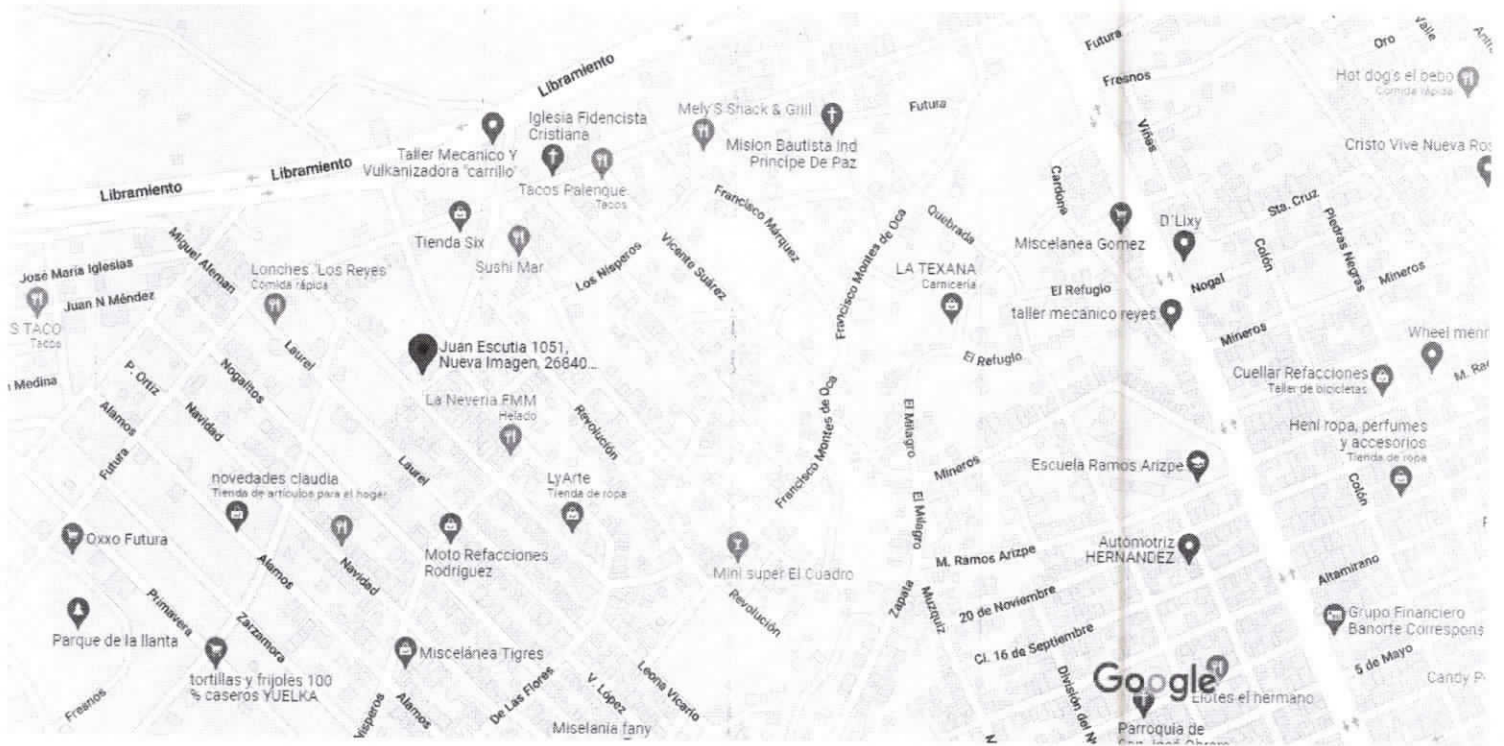 Futura
Oro
Valle
Libramiento
Fresnos
Hot dog's el bebo
Comida rápida
Iglesia Fidencista
Cristiana
Mely'S Snack & Grill
Futura
Viñas
Taller Mecanico Y
Vulkanizadora "carrillo"
Mision Bautista Ind
Principe De Paz
Cristo Vive Nueva Ros
Libramiento
Libramiento
Tacos Palenque
Tacos
Cardona
Francisco Márquez
Quebrada
Sta. Cruz
Tienda Six
Sushi Mar
Miscelanea Gomez
D'Lixy
Piedras Negras
Miguel Aleman
Los Nisperos
Vicente Suárez
Francisco Montes de Oca
Colón
José María Iglesias
Lonches "Los Reyes"
Comida rápida
LA TEXANA
Carnicería
El Refugio
Nogal
Mineros
Juan N Méndez
S TACO
Tacos
taller mecanico reyes
Mineros
Wheel menr
Laurel
Juan Escutia 1051,
Nueva Imagen, 26840...
El Refugio
Cuellar Refacciones
Taller de bicicletas
Medina
P. Ortiz
Nogalitos
La Neveria FMM
Helado
Francisco Montes de Oca
Alamos
Navidad
Revolución
El Milagro
Heni ropa, perfumes
y accesorios
Tienda de ropa
Futura
Laurel
Mineros
Escuela Ramos Arizpe
novedades claudia
Tienda de artículos para el hogar
LyArte
Tienda de ropa
Colón
El Milagro
Oxxo Futura
Moto Refacciones
Rodriguez
Mini super El Cuadro
M. Ramos Arizpe
Automotriz
HERNANDEZ
Alamos
Navidad
Altamirano
Primavera
Revolución
Zapata
Muzquiz
20 de Noviembre
Parque de la llanta
Zarzamora
Grupo Financiero
Banorte Correspons
Miscelánea Tigres
Cl. 16 de Septiembre
5 de Mayo
tortillas y frijoles 100
% caseros YUELKA
Leona Vicario
División del N
Google
Candy P
Elotes el hermano
Fresnos
Alamos
De Las Flores
V. López
Miselania fany
Parroquia de
San José Obrero